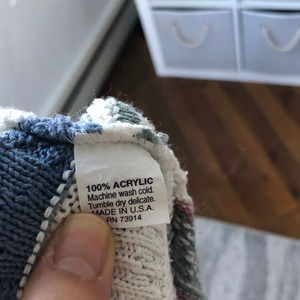 100% ACRYLIC
Machine wash cold.
Tumble dry delicate.
MADE IN U.S.A.
RN 73914